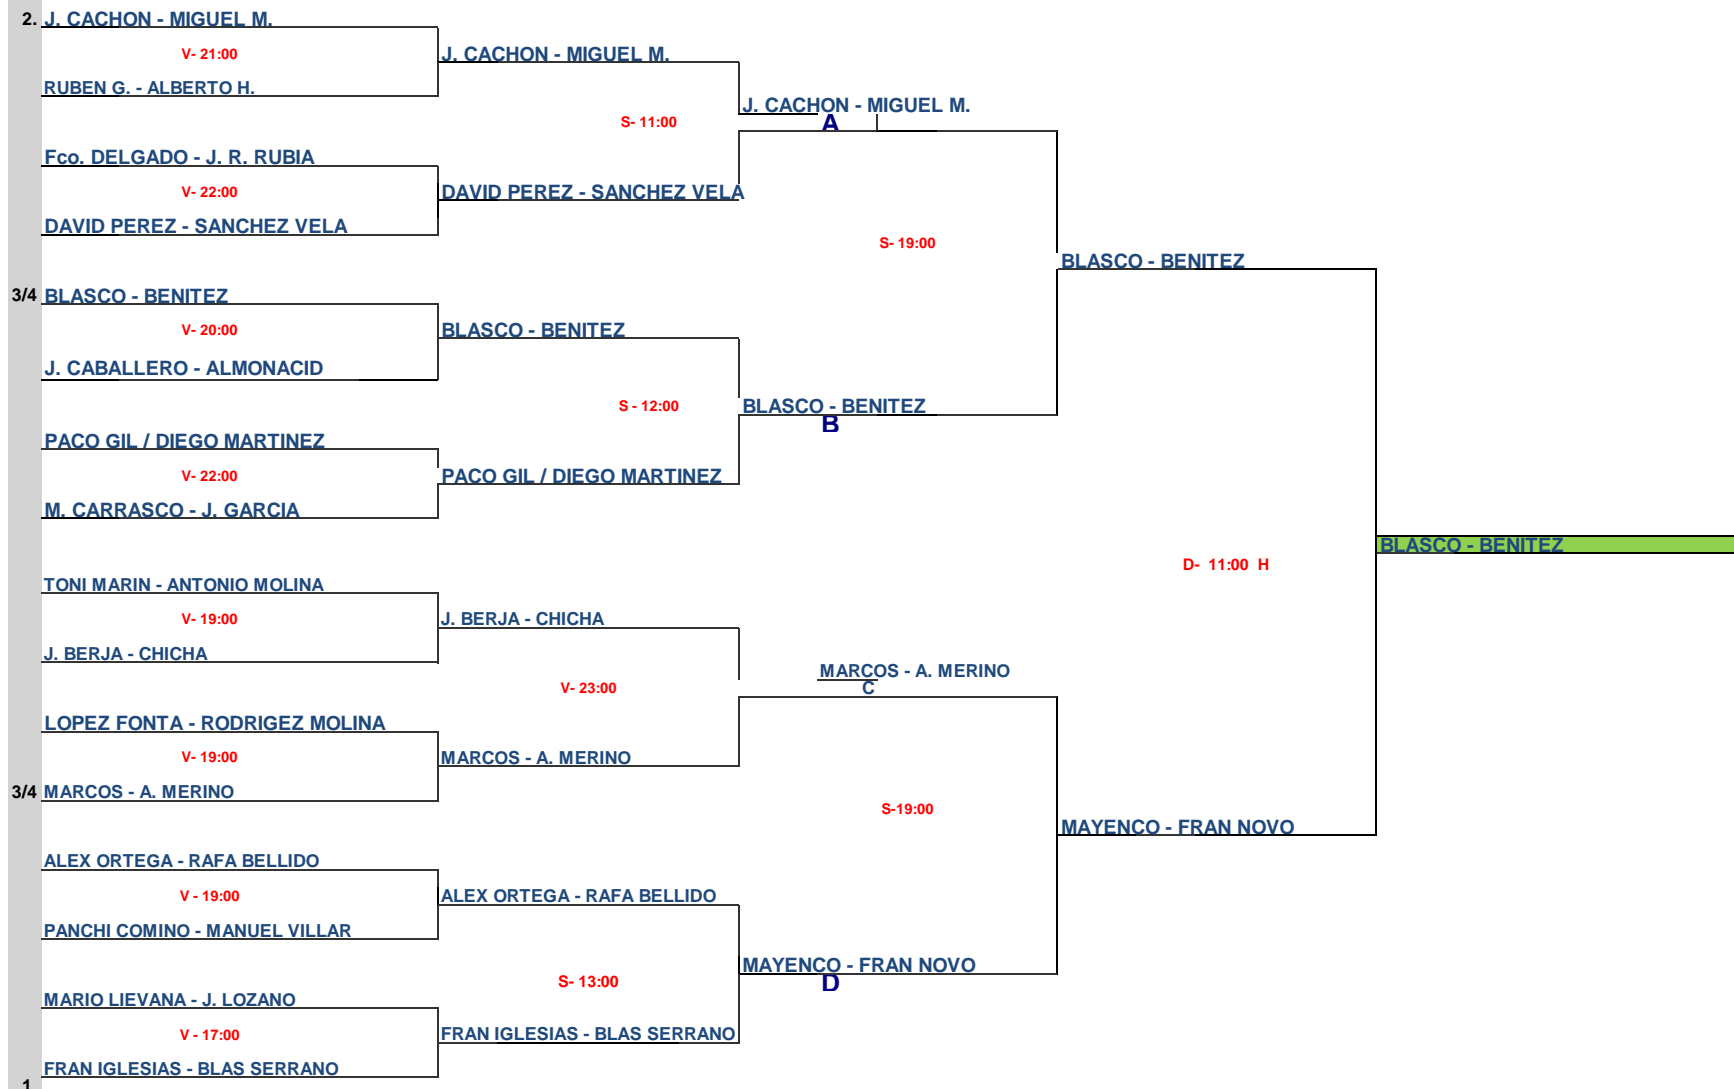 2. J. CACHON - MIGUEL M.
V- 21:00
J. CACHON - MIGUEL M.
RUBEN G. - ALBERTO H.
J. CACHON - MIGUEL M.
S- 11:00
A
Fco. DELGADO - J. R. RUBIA
V- 22:00
DAVID PEREZ - SANCHEZ VELA
DAVID PEREZ - SANCHEZ VELA
S- 19:00
BLASCO - BENITEZ
3/4 BLASCO - BENITEZ
V- 20:00
BLASCO - BENITEZ
J. CABALLERO - ALMONACID
S - 12:00
BLASCO - BENITEZ
B
PACO GIL / DIEGO MARTINEZ
V- 22:00
PACO GIL / DIEGO MARTINEZ
M. CARRASCO - J. GARCIA
BLASCO - BENITEZ
D- 11:00 H
TONI MARIN - ANTONIO MOLINA
V- 19:00
J. BERJA - CHICHA
J. BERJA - CHICHA
MARCOS - A. MERINO
V- 23:00
C
LOPEZ FONTA - RODRIGEZ MOLINA
V- 19:00
MARCOS - A. MERINO
3/4 MARCOS - A. MERINO
S-19:00
MAYENCO - FRAN NOVO
ALEX ORTEGA - RAFA BELLIDO
V - 19:00
ALEX ORTEGA - RAFA BELLIDO
PANCHI COMINO - MANUEL VILLAR
MAYENCO - FRAN NOVO
S- 13:00
D
MARIO LIEVANA - J. LOZANO
V - 17:00
FRAN IGLESIAS - BLAS SERRANO
FRAN IGLESIAS - BLAS SERRANO
1